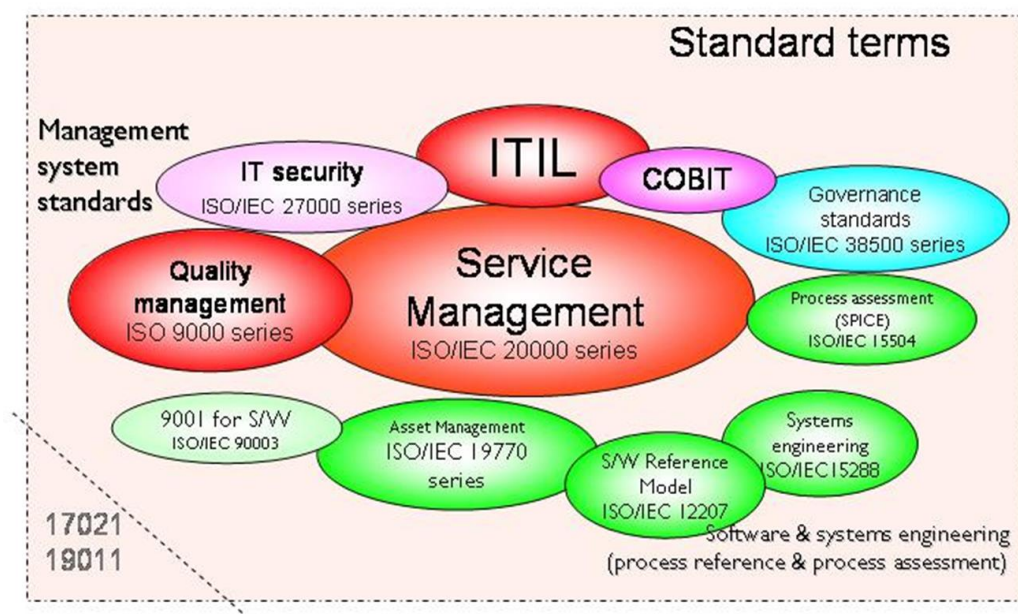 Standard terms
Management
system
standards
IT security
ISO/IEC 27000 series
ITIL
COBIT
Governance
standards
ISO/IEC 38500 series
Quality
management
ISO 9000 series
Service
Management
ISO/IEC 20000 series
Process assessment
(SPICE)
ISO/IEC 15504
9001 for S/W
ISO/IEC 90003
Asset Management
ISO/IEC 19770
series
S/W Reference
Model
ISO/IEC 12207
Systems
engineering
ISO/IEC15288
17021
19011
Software & systems engineering
(process reference & process assessment)